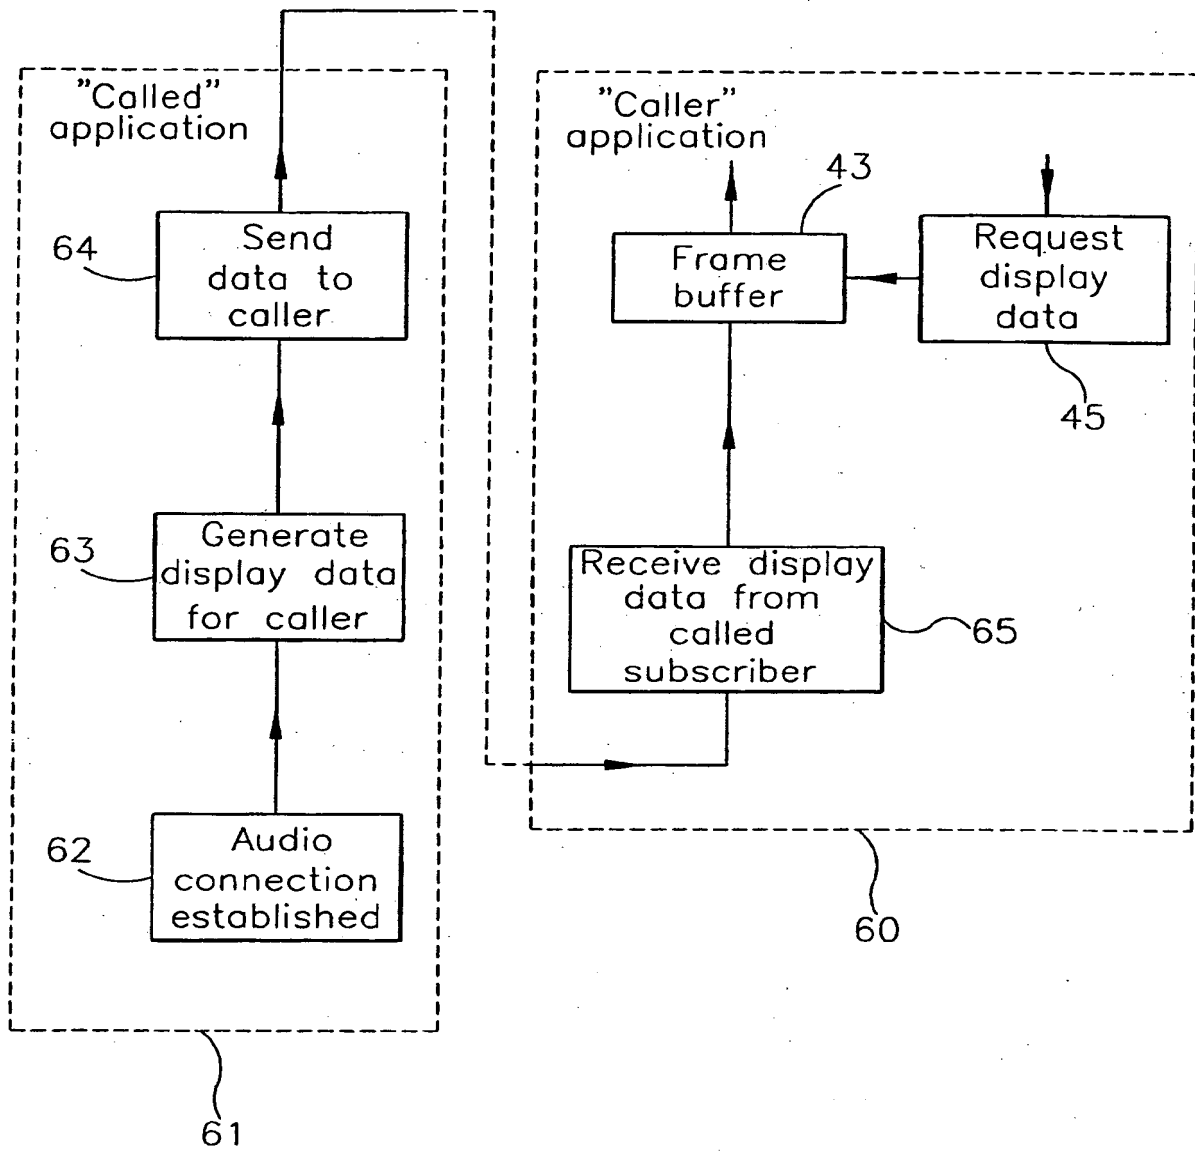 "Called"
application
64
Send
data to
caller
63
Generate
display data
for caller
62
Audio
connection
established
61
"Caller"
application
43
Frame
buffer
Request
display
data
45
Receive display
data from
called
subscriber
65
60